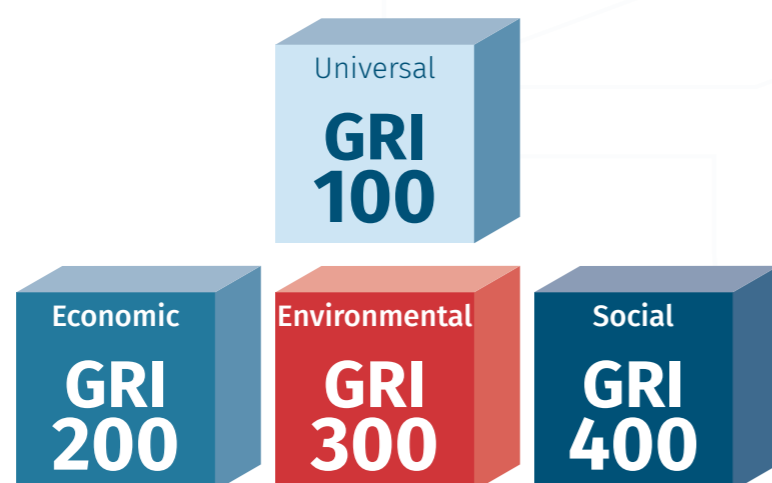 Universal
GRI
100
Economic
GRI
200
Environmental
GRI
300
Social
GRI
400